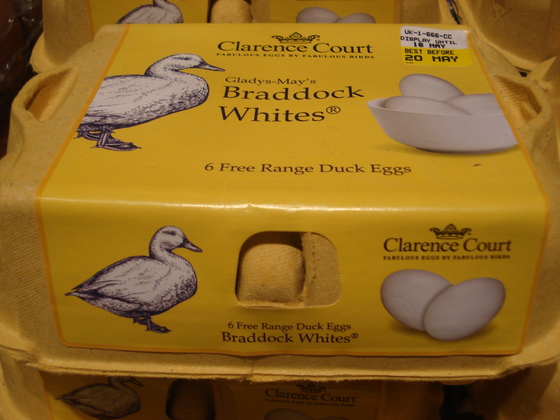 UK-1-666-CC
DISPLAY UNTIL
10 MAY
BEST BEFORE
20 MAY
Clarence Court
FABULOUS EGGS BY FABULOUS BIRDS
Gladys-May's
Braddock
Whites®
6 Free Range Duck Eggs
Clarence Court
FABULOUS EGGS BY FABULOUS BIRDS
6 Free Range Duck Eggs
Braddock Whites®
Clarence Court